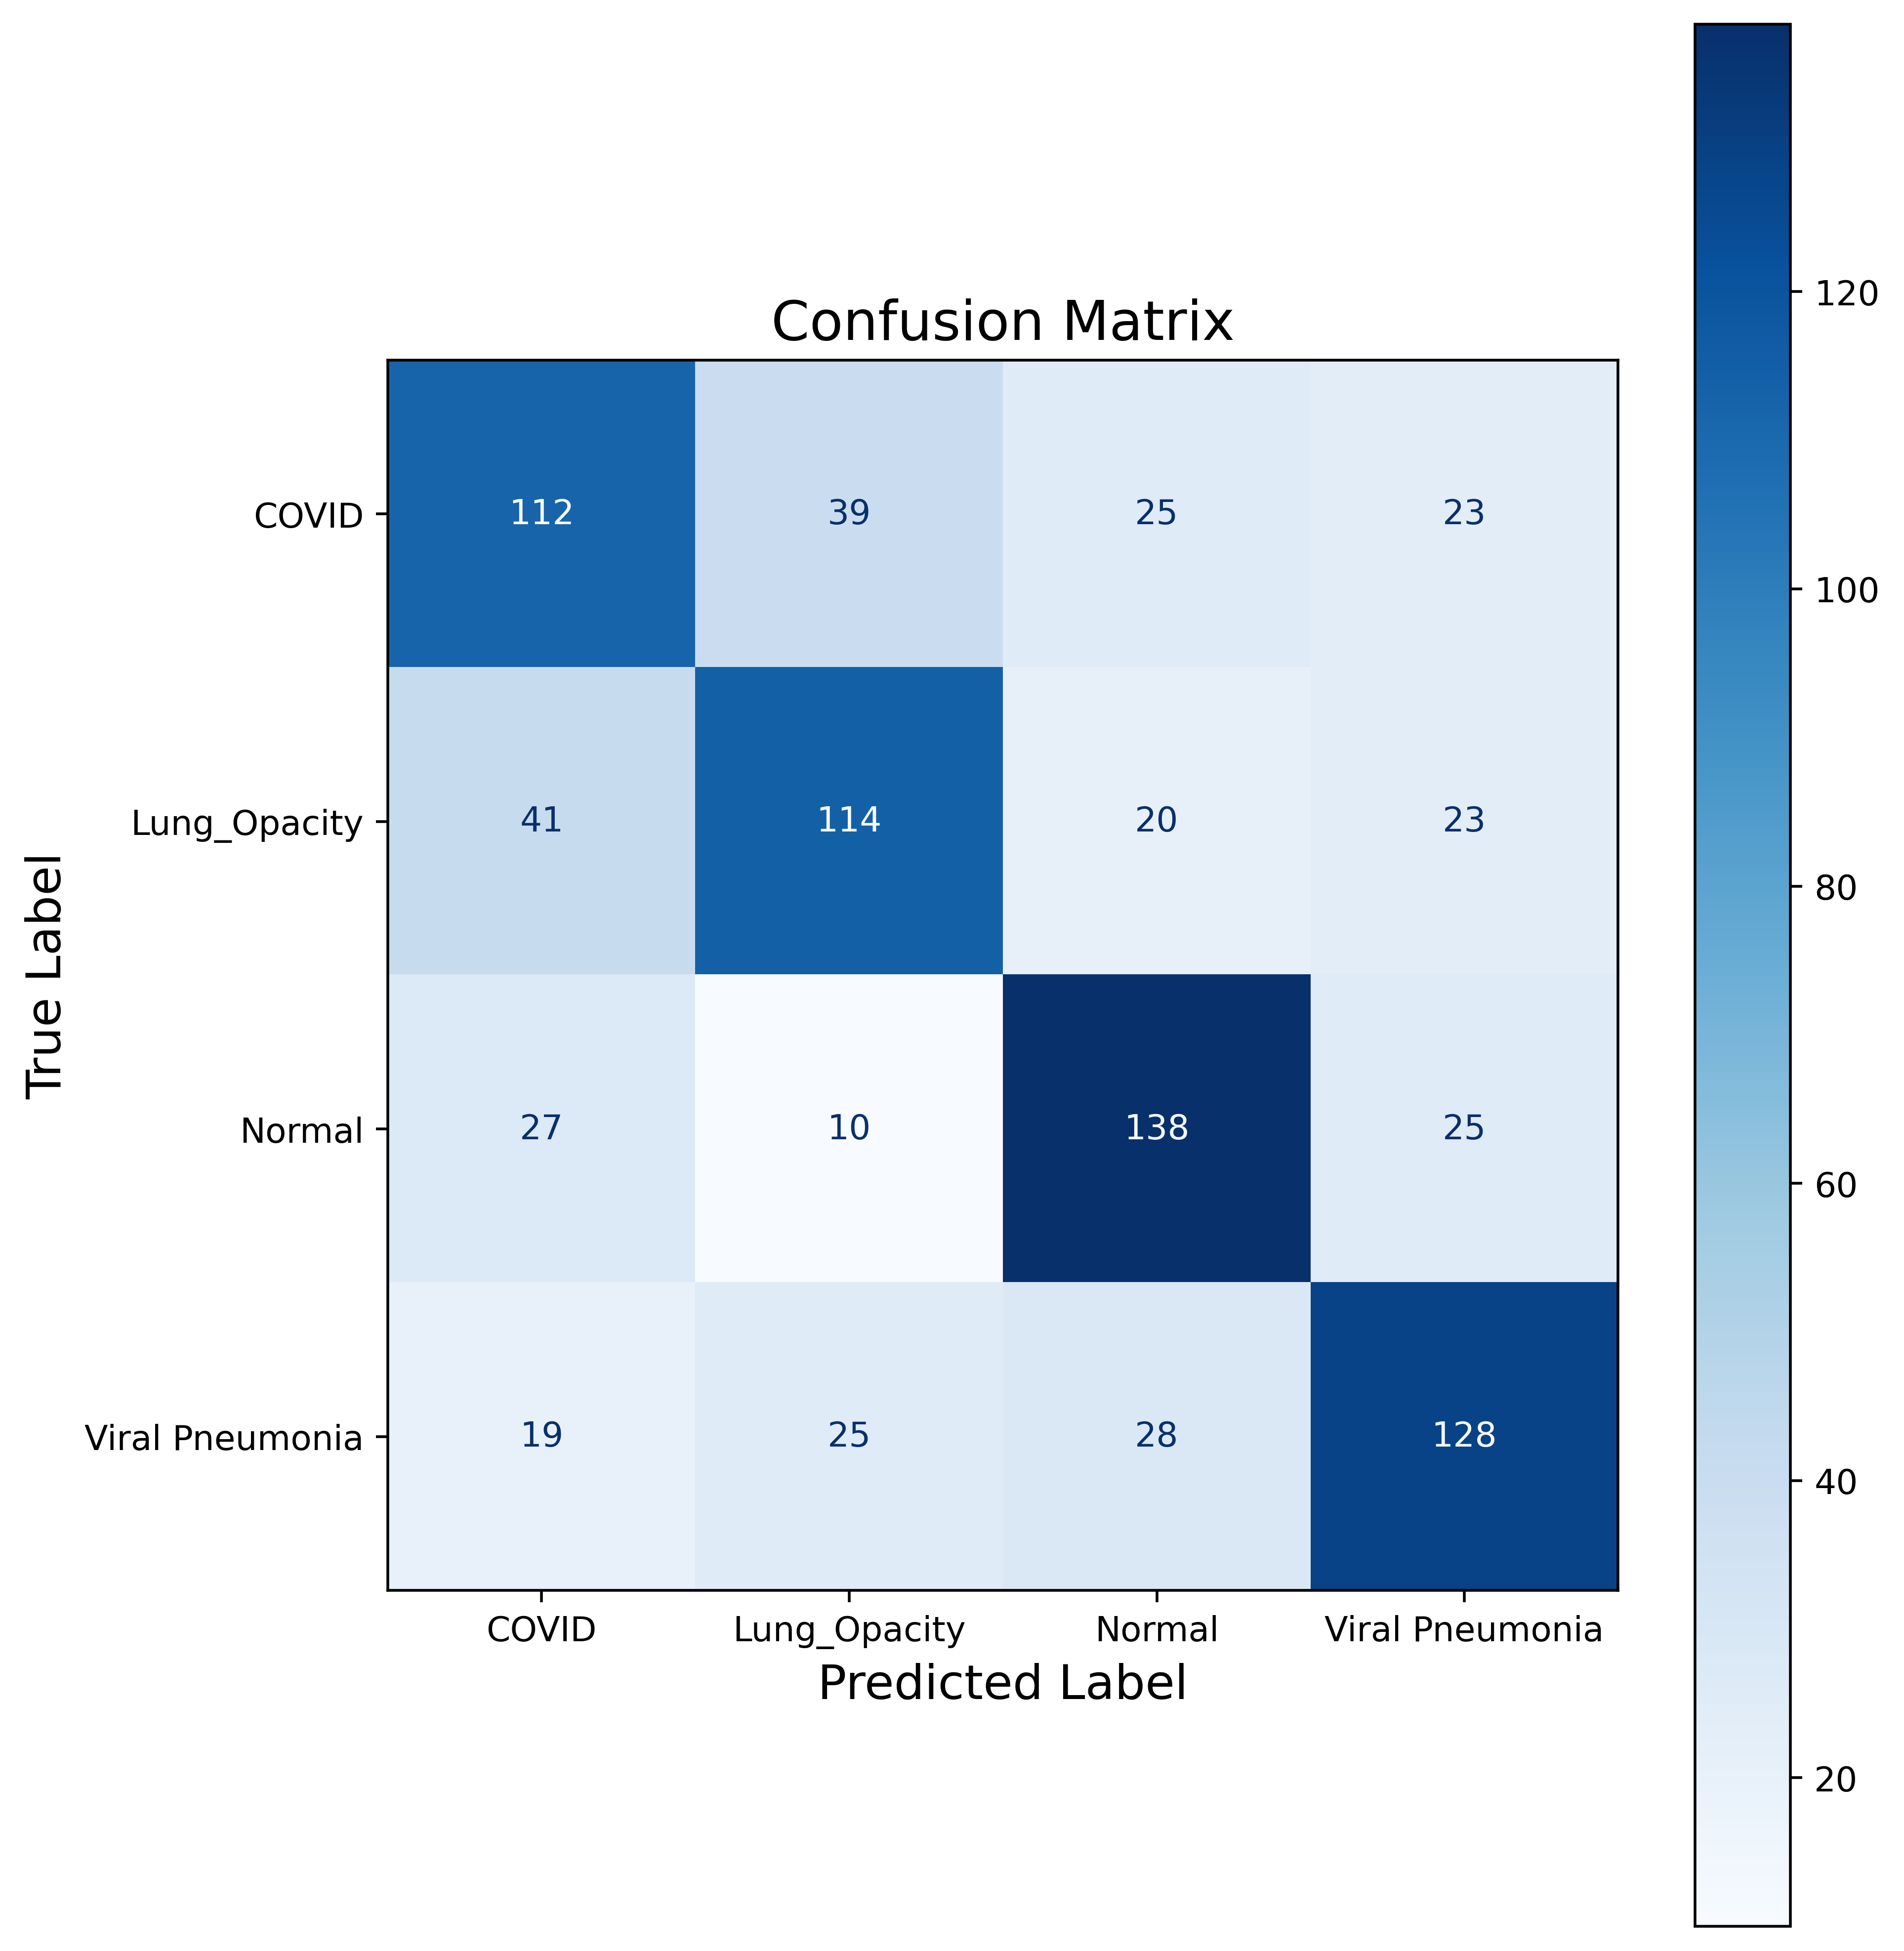 Confusion Matrix
True Label
COVID 112 39 25 23
Lung_Opacity 41 114 20 23
Normal 27 10 138 25
Viral Pneumonia 19 25 28 128
COVID Lung_Opacity Normal Viral Pneumonia
Predicted Label
120
100
80
60
40
20